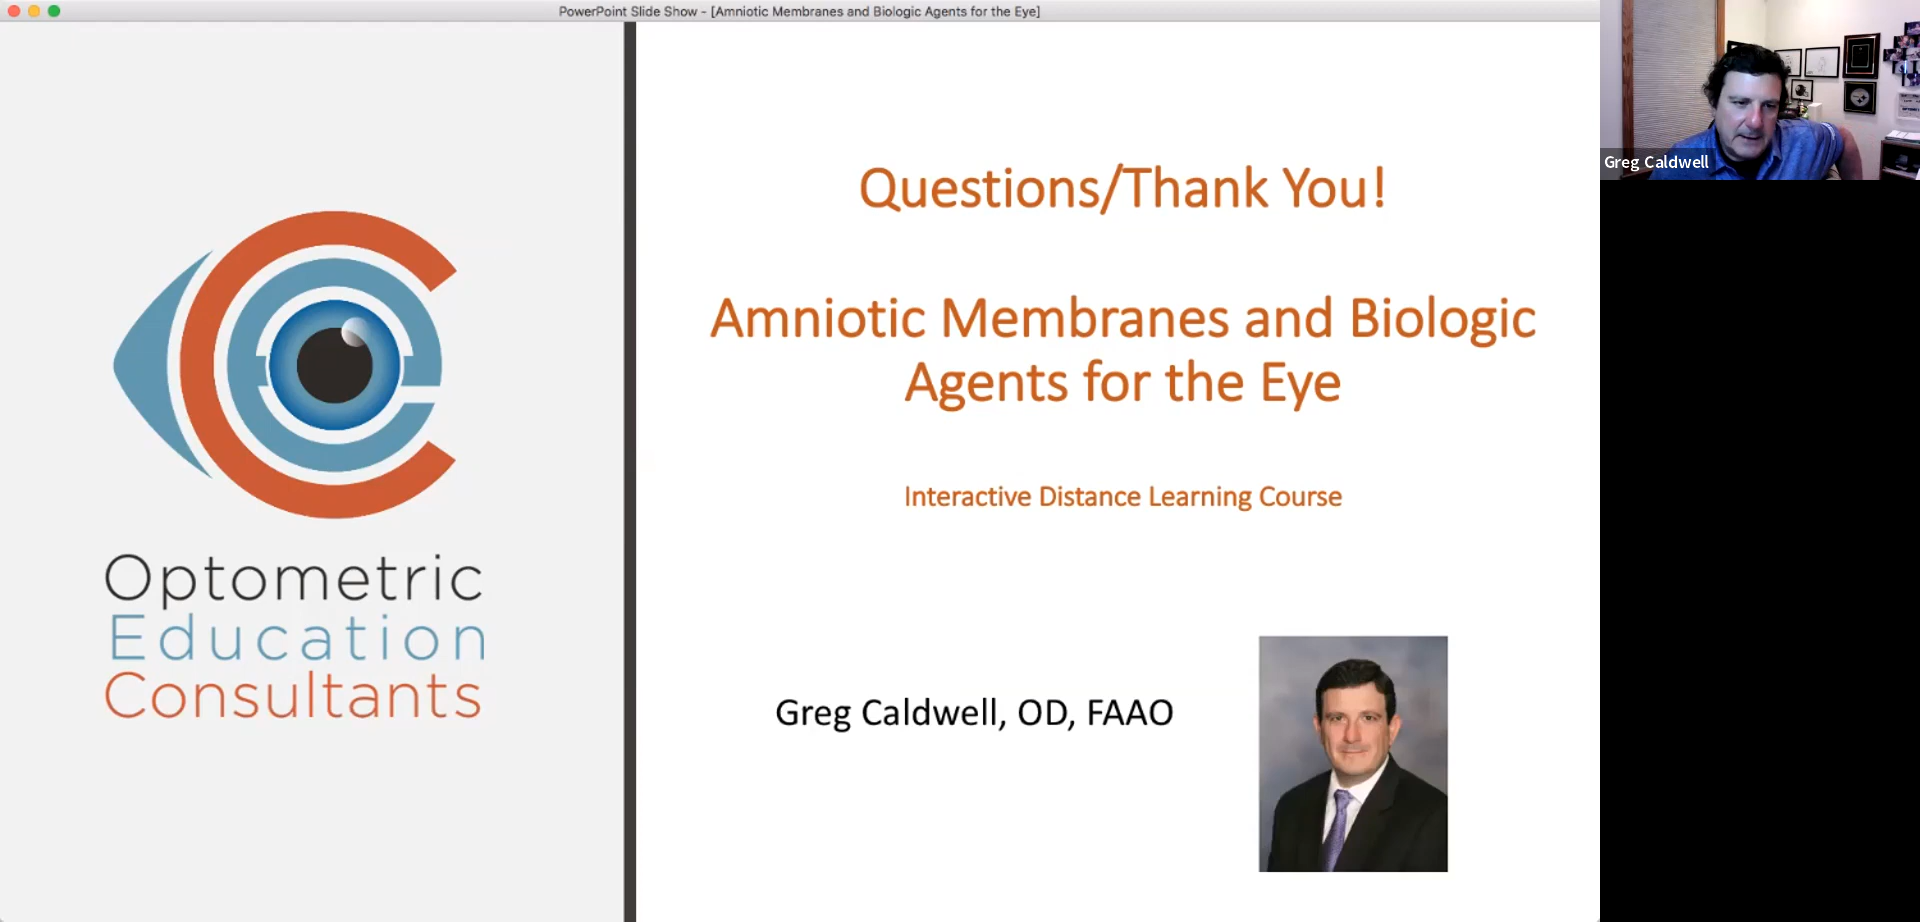 PowerPoint Slide Show - [Amniotic Membranes and Biologic Agents for the Eye]
Optometric
Education
Consultants
Questions/Thank You!
Amniotic Membranes and Biologic
Agents for the Eye
Interactive Distance Learning Course
Greg Caldwell, OD, FAAO
Greg Caldwell